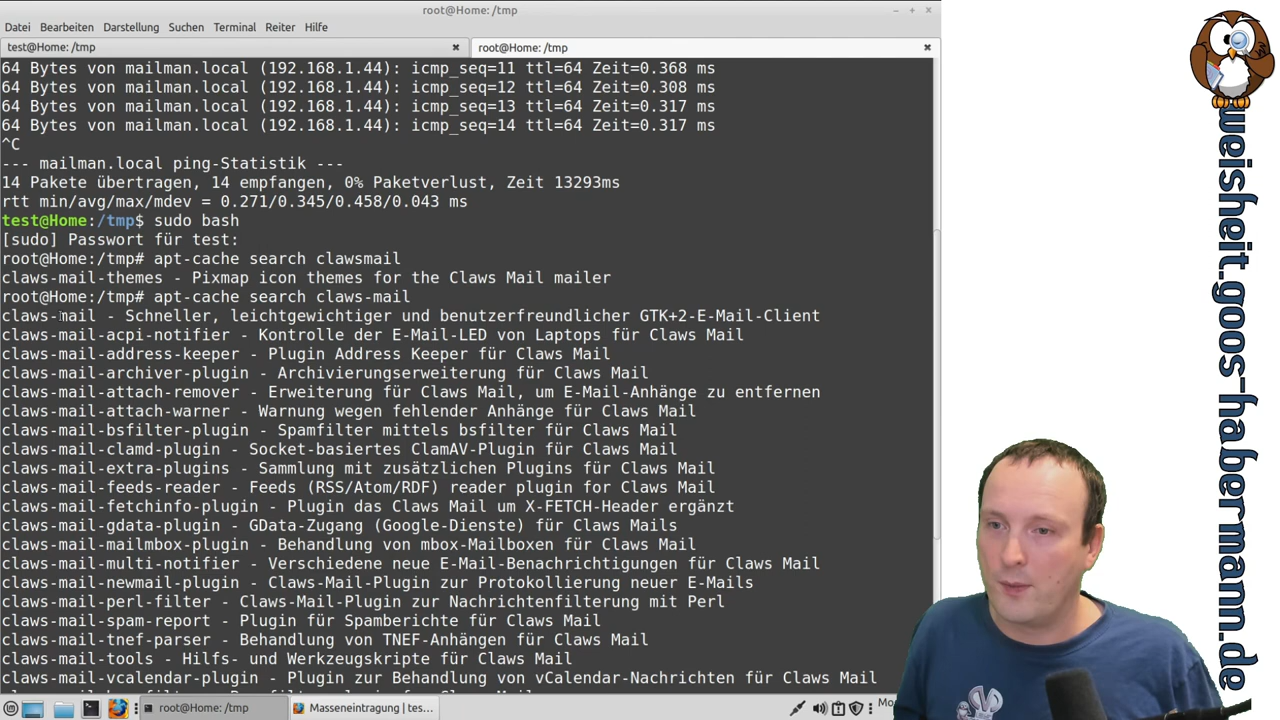 root@Home: /tmp
Datei Bearbeiten Darstellung Suchen Terminal Reiter Hilfe
test@Home: /tmp
root@Home: /tmp
64 Bytes von mailman.local (192.168.1.44): icmp_seq=11 ttl=64 Zeit=0.368 ms
64 Bytes von mailman.local (192.168.1.44): icmp_seq=12 ttl=64 Zeit=0.308 ms
64 Bytes von mailman.local (192.168.1.44): icmp_seq=13 ttl=64 Zeit=0.317 ms
64 Bytes von mailman.local (192.168.1.44): icmp_seq=14 ttl=64 Zeit=0.317 ms
^C
--- mailman.local ping-Statistik ---
14 Pakete übertragen, 14 empfangen, 0% Paketverlust, Zeit 13293ms
rtt min/avg/max/mdev = 0.271/0.345/0.458/0.043 ms
test@Home:/tmp$ sudo bash
[sudo] Passwort für test:
root@Home:/tmp# apt-cache search clawsmail
claws-mail-themes - Pixmap icon themes for the Claws Mail mailer
root@Home:/tmp# apt-cache search claws-mail
claws-mail - Schneller, leichtgewichtiger und benutzerfreundlicher GTK+2-E-Mail-Client
claws-mail-acpi-notifier - Kontrolle der E-Mail-LED von Laptops für Claws Mail
claws-mail-address-keeper - Plugin Address Keeper für Claws Mail
claws-mail-archiver-plugin - Archivierungserweiterung für Claws Mail
claws-mail-attach-remover - Erweiterung für Claws Mail, um E-Mail-Anhänge zu entfernen
claws-mail-attach-warner - Warnung wegen fehlender Anhänge für Claws Mail
claws-mail-bsfilter-plugin - Spamfilter mittels bsfilter für Claws Mail
claws-mail-clamd-plugin - Socket-basiertes ClamAV-Plugin für Claws Mail
claws-mail-extra-plugins - Sammlung mit zusätzlichen Plugins für Claws Mail
claws-mail-feeds-reader - Feeds (RSS/Atom/RDF) reader plugin for Claws Mail
claws-mail-fetchinfo-plugin - Plugin das Claws Mail um X-FETCH-Header ergänzt
claws-mail-gdata-plugin - GData-Zugang (Google-Dienste) für Claws Mails
claws-mail-mailmbox-plugin - Behandlung von mbox-Mailboxen für Claws Mail
claws-mail-multi-notifier - Verschiedene neue E-Mail-Benachrichtigungen für Claws Mail
claws-mail-newmail-plugin - Claws-Mail-Plugin zur Protokollierung neuer E-Mails
claws-mail-perl-filter - Claws-Mail-Plugin zur Nachrichtenfilterung mit Perl
claws-mail-spam-report - Plugin für Spamberichte für Claws Mail
claws-mail-tnef-parser - Behandlung von TNEF-Anhängen für Claws Mail
claws-mail-tools - Hilfs- und Werkzeugskripte für Claws Mail
claws-mail-vcalendar-plugin - Plugin zur Behandlung von vCalendar-Nachrichten für Claws Mail
root@Home: /tmp
Masseneintragung | tes...
Mo
weisheit.goos-habermann.de